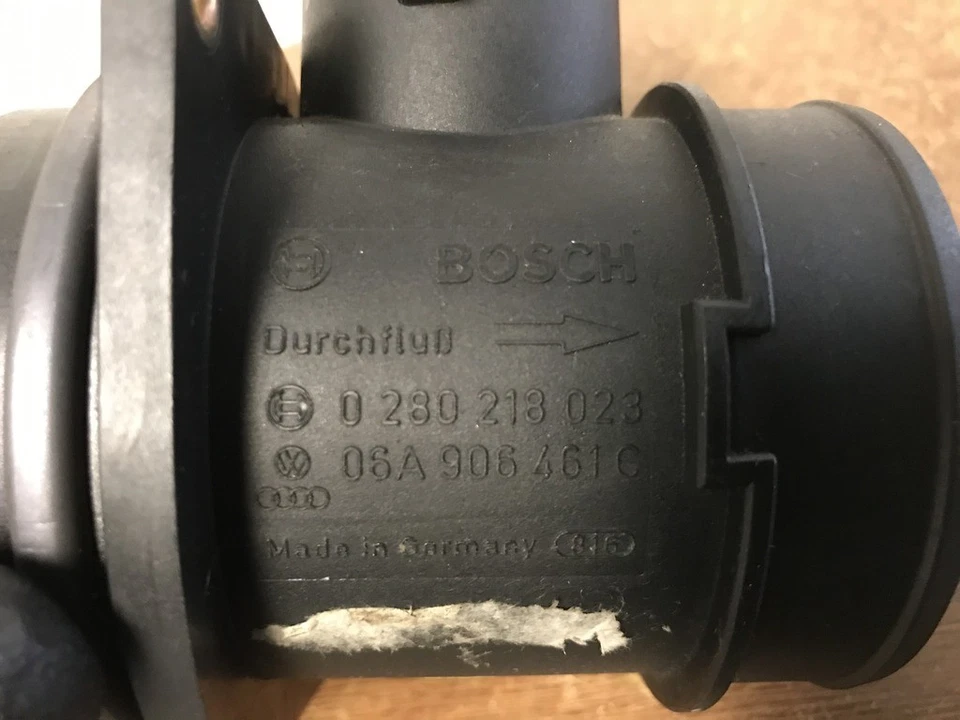 BOSCH
Durchfluß
0 280 218 023
06A 906 461 G
Made in Germany